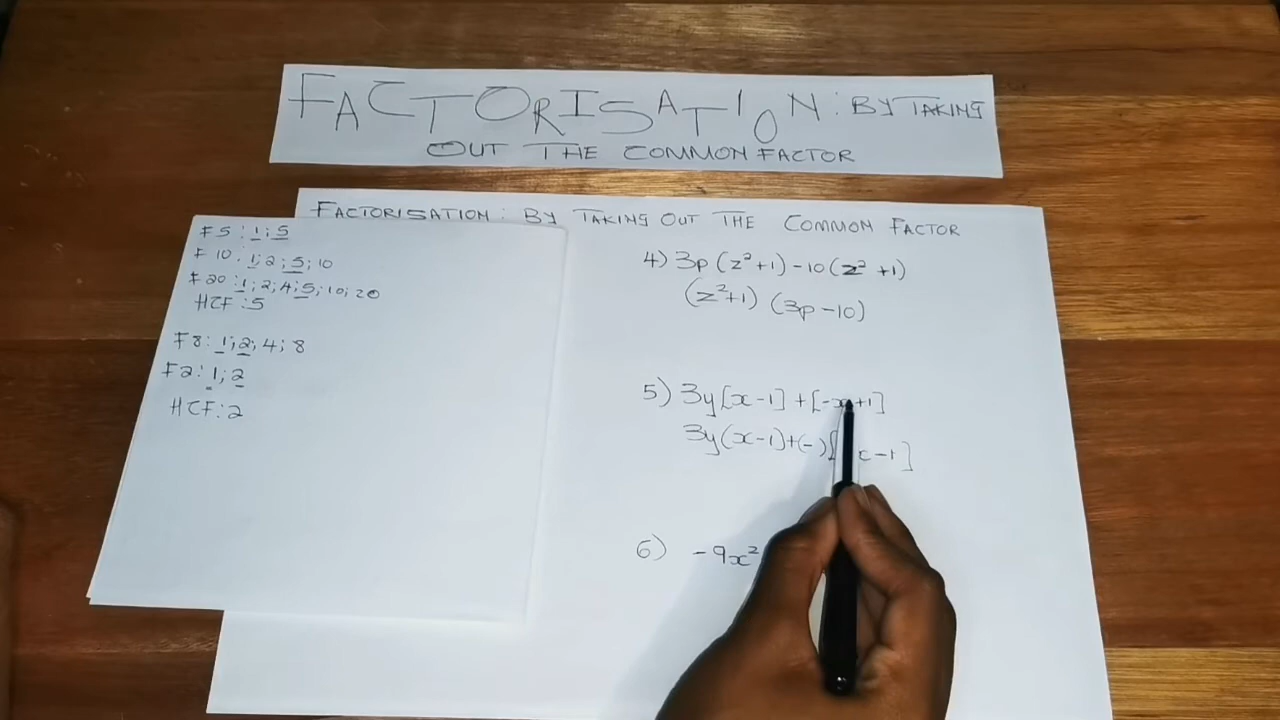 FACTORISATION: BY TAKING
OUT THE COMMON FACTOR
FACTORISATION: BY TAKING OUT THE COMMON FACTOR
F5: 1; 5
F10: 1; 2; 5; 10
F20: 1; 2; 4; 5; 10; 20
HCF: 5
F8: 1; 2; 4; 8
F2: 1; 2
HCF: 2
4) 3p(z²+1)-10(z²+1)
(z²+1) (3p-10)
5) 3y[x-1]+[-x+1]
3y(x-1)+(-)[x-1]
6) -9x²